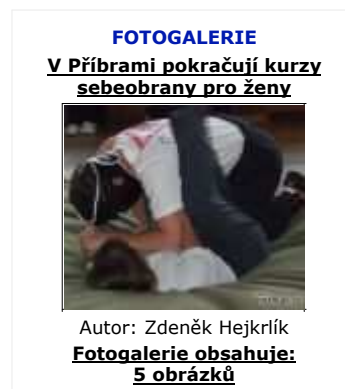 FOTOGALERIE
V Příbrami pokračují kurzy
sebeobrany pro ženy
Autor: Zdeněk Hejkrlík
Fotogalerie obsahuje:
5 obrázků